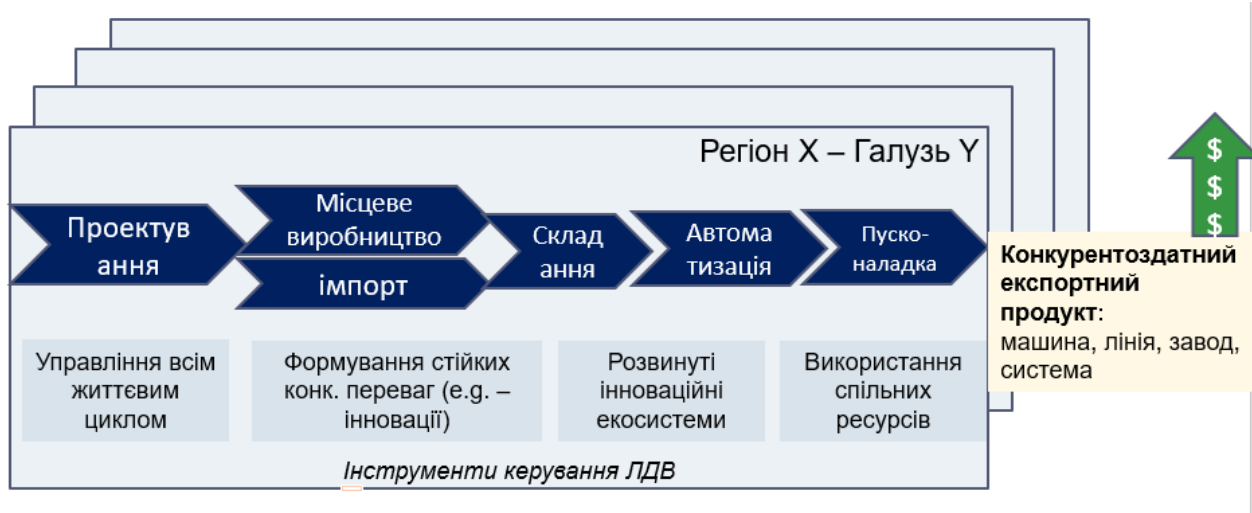 Регіон X – Галузь Y
Проектув
ання
Місцеве
виробництво
імпорт
Склад
ання
Автома
тизація
Пуско-
наладка
$
$
$
Конкурентоздатний
експортний
продукт:
машина, лінія, завод,
система
Управління всім
життєвим
циклом
Формування стійких
конк. переваг (e.g. –
інновації)
Розвинуті
інноваційні
екосистеми
Використання
спільних
ресурсів
Інструменти керування ЛДВ